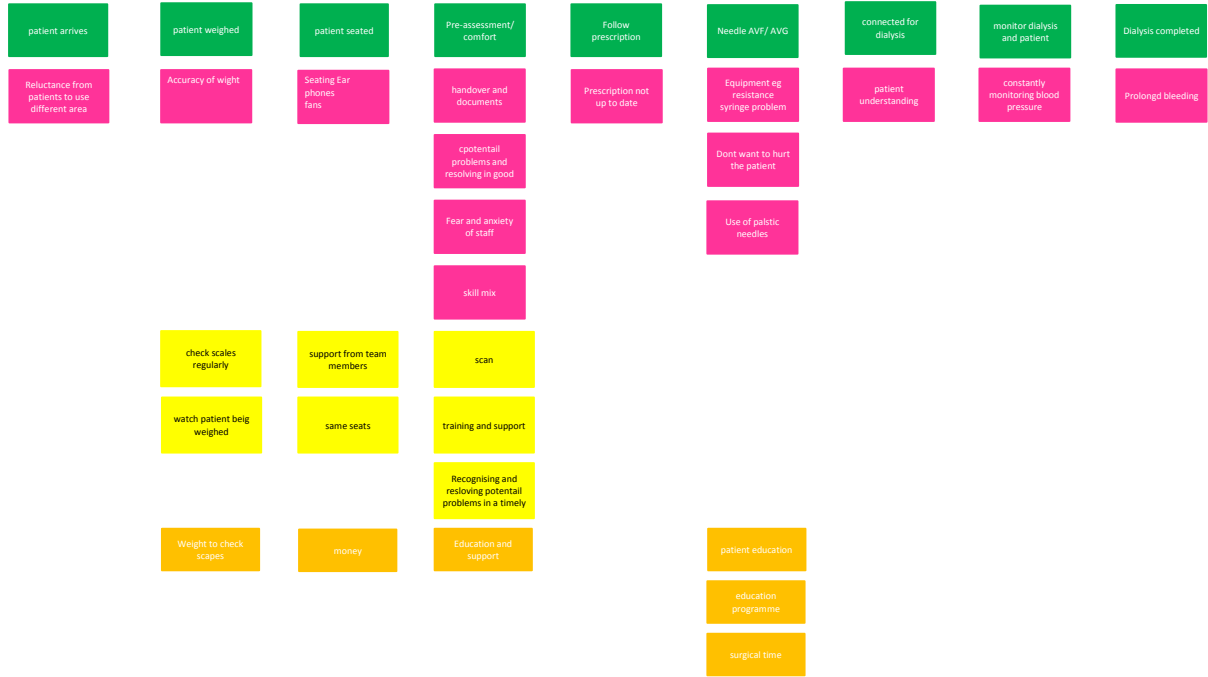 patient arrives
patient weighed
patient seated
Pre-assessment/
comfort
Follow
prescription
Needle AVF/ AVG
connected for
dialysis
monitor dialysis
and patient
Dialysis completed
Reluctance from
patients to use
different area
Accuracy of wight
Seating Ear
phones
fans
handover and
documents
Prescription not
up to date
Equipment eg
resistance
syringe problem
patient
understanding
constantly
monitoring blood
pressure
Prolongd bleeding
cpotentail
problems and
resolving in good
Dont want to hurt
the patient
Fear and anxiety
of staff
Use of palstic
needles
skill mix
check scales
regularly
support from team
members
scan
watch patient beig
weighed
same seats
training and support
Recognising and
resloving potentail
problems in a timely
Weight to check
scapes
money
Education and
support
patient education
education
programme
surgical time